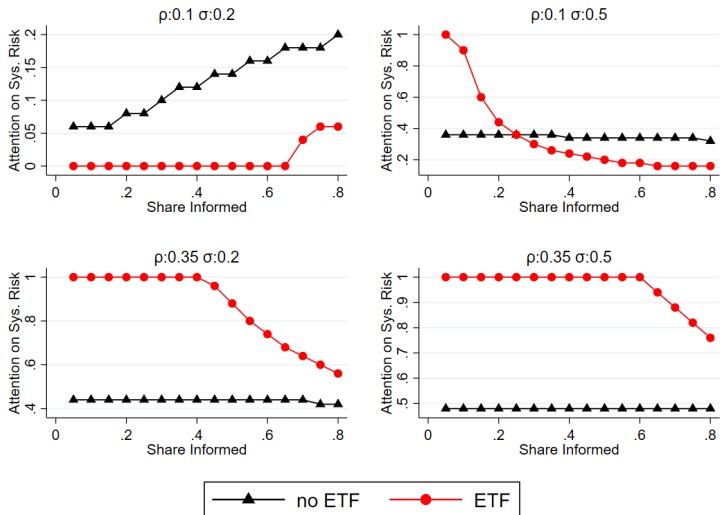 ρ:0.1 σ:0.2
Attention on Sys. Risk
0 .05 .1 .15 .2
0 .2 .4 .6 .8
Share Informed
ρ:0.1 σ:0.5
Attention on Sys. Risk
.2 .4 .6 .8 1
0 .2 .4 .6 .8
Share Informed
ρ:0.35 σ:0.2
Attention on Sys. Risk
.4 .6 .8 1
0 .2 .4 .6 .8
Share Informed
ρ:0.35 σ:0.5
Attention on Sys. Risk
.5 .6 .7 .8 .9 1
0 .2 .4 .6 .8
Share Informed
no ETF ETF